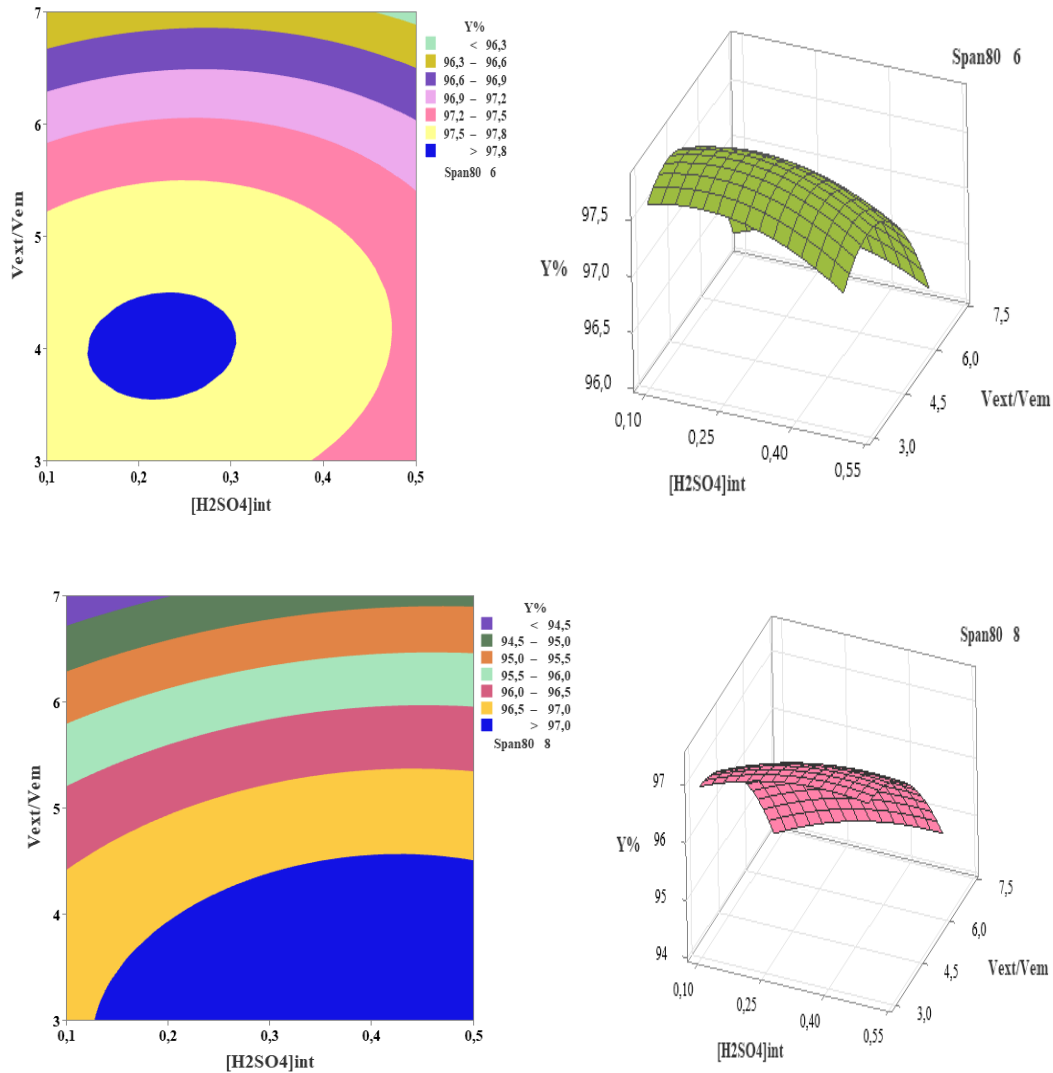 Y%
< 96,3
96,3 – 96,6
96,6 – 96,9
96,9 – 97,2
97,2 – 97,5
97,5 – 97,8
> 97,8
Span80 6
7
6
5
4
3
Vext/Vem
0,1 0,2 0,3 0,4 0,5
[H2SO4]int
Span80 6
97,5
97,0
96,5
96,0
Y%
0,10
0,25
0,40
0,55
[H2SO4]int
7,5
6,0
4,5
3,0
Vext/Vem
Y%
< 94,5
94,5 – 95,0
95,0 – 95,5
95,5 – 96,0
96,0 – 96,5
96,5 – 97,0
> 97,0
Span80 8
7
6
5
4
3
Vext/Vem
0,1 0,2 0,3 0,4 0,5
[H2SO4]int
Span80 8
97
96
95
94
Y%
0,10
0,25
0,40
0,55
[H2SO4]int
7,5
6,0
4,5
3,0
Vext/Vem